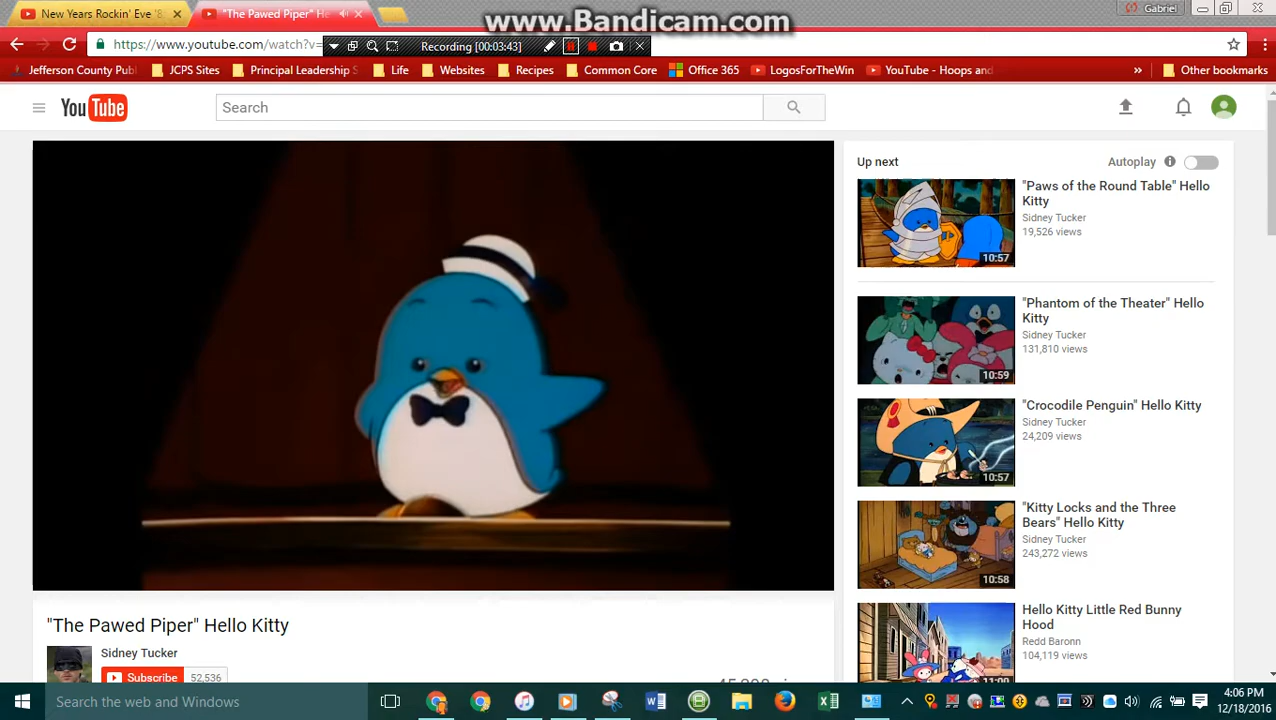 New Years Rockin' Eve '8
"The Pawed Piper" He
www.Bandicam.com
Gabriel
https://www.youtube.com/watch?v=
Recording [00:03:43]
Jefferson County Publ
JCPS Sites
Principal Leadership S
Life
Websites
Recipes
Common Core
Office 365
LogosForTheWin
YouTube - Hoops and
»
Other bookmarks
YouTube
Search
Up next
Autoplay
"Paws of the Round Table" Hello
Kitty
Sidney Tucker
19,526 views
10:57
"Phantom of the Theater" Hello
Kitty
Sidney Tucker
131,810 views
10:59
"Crocodile Penguin" Hello Kitty
Sidney Tucker
24,209 views
10:57
"Kitty Locks and the Three
Bears" Hello Kitty
Sidney Tucker
243,272 views
10:58
Hello Kitty Little Red Bunny
Hood
Redd Baronn
104,119 views
11:00
"The Pawed Piper" Hello Kitty
Sidney Tucker
Subscribe
52,536
Search the web and Windows
4:06 PM
12/18/2016